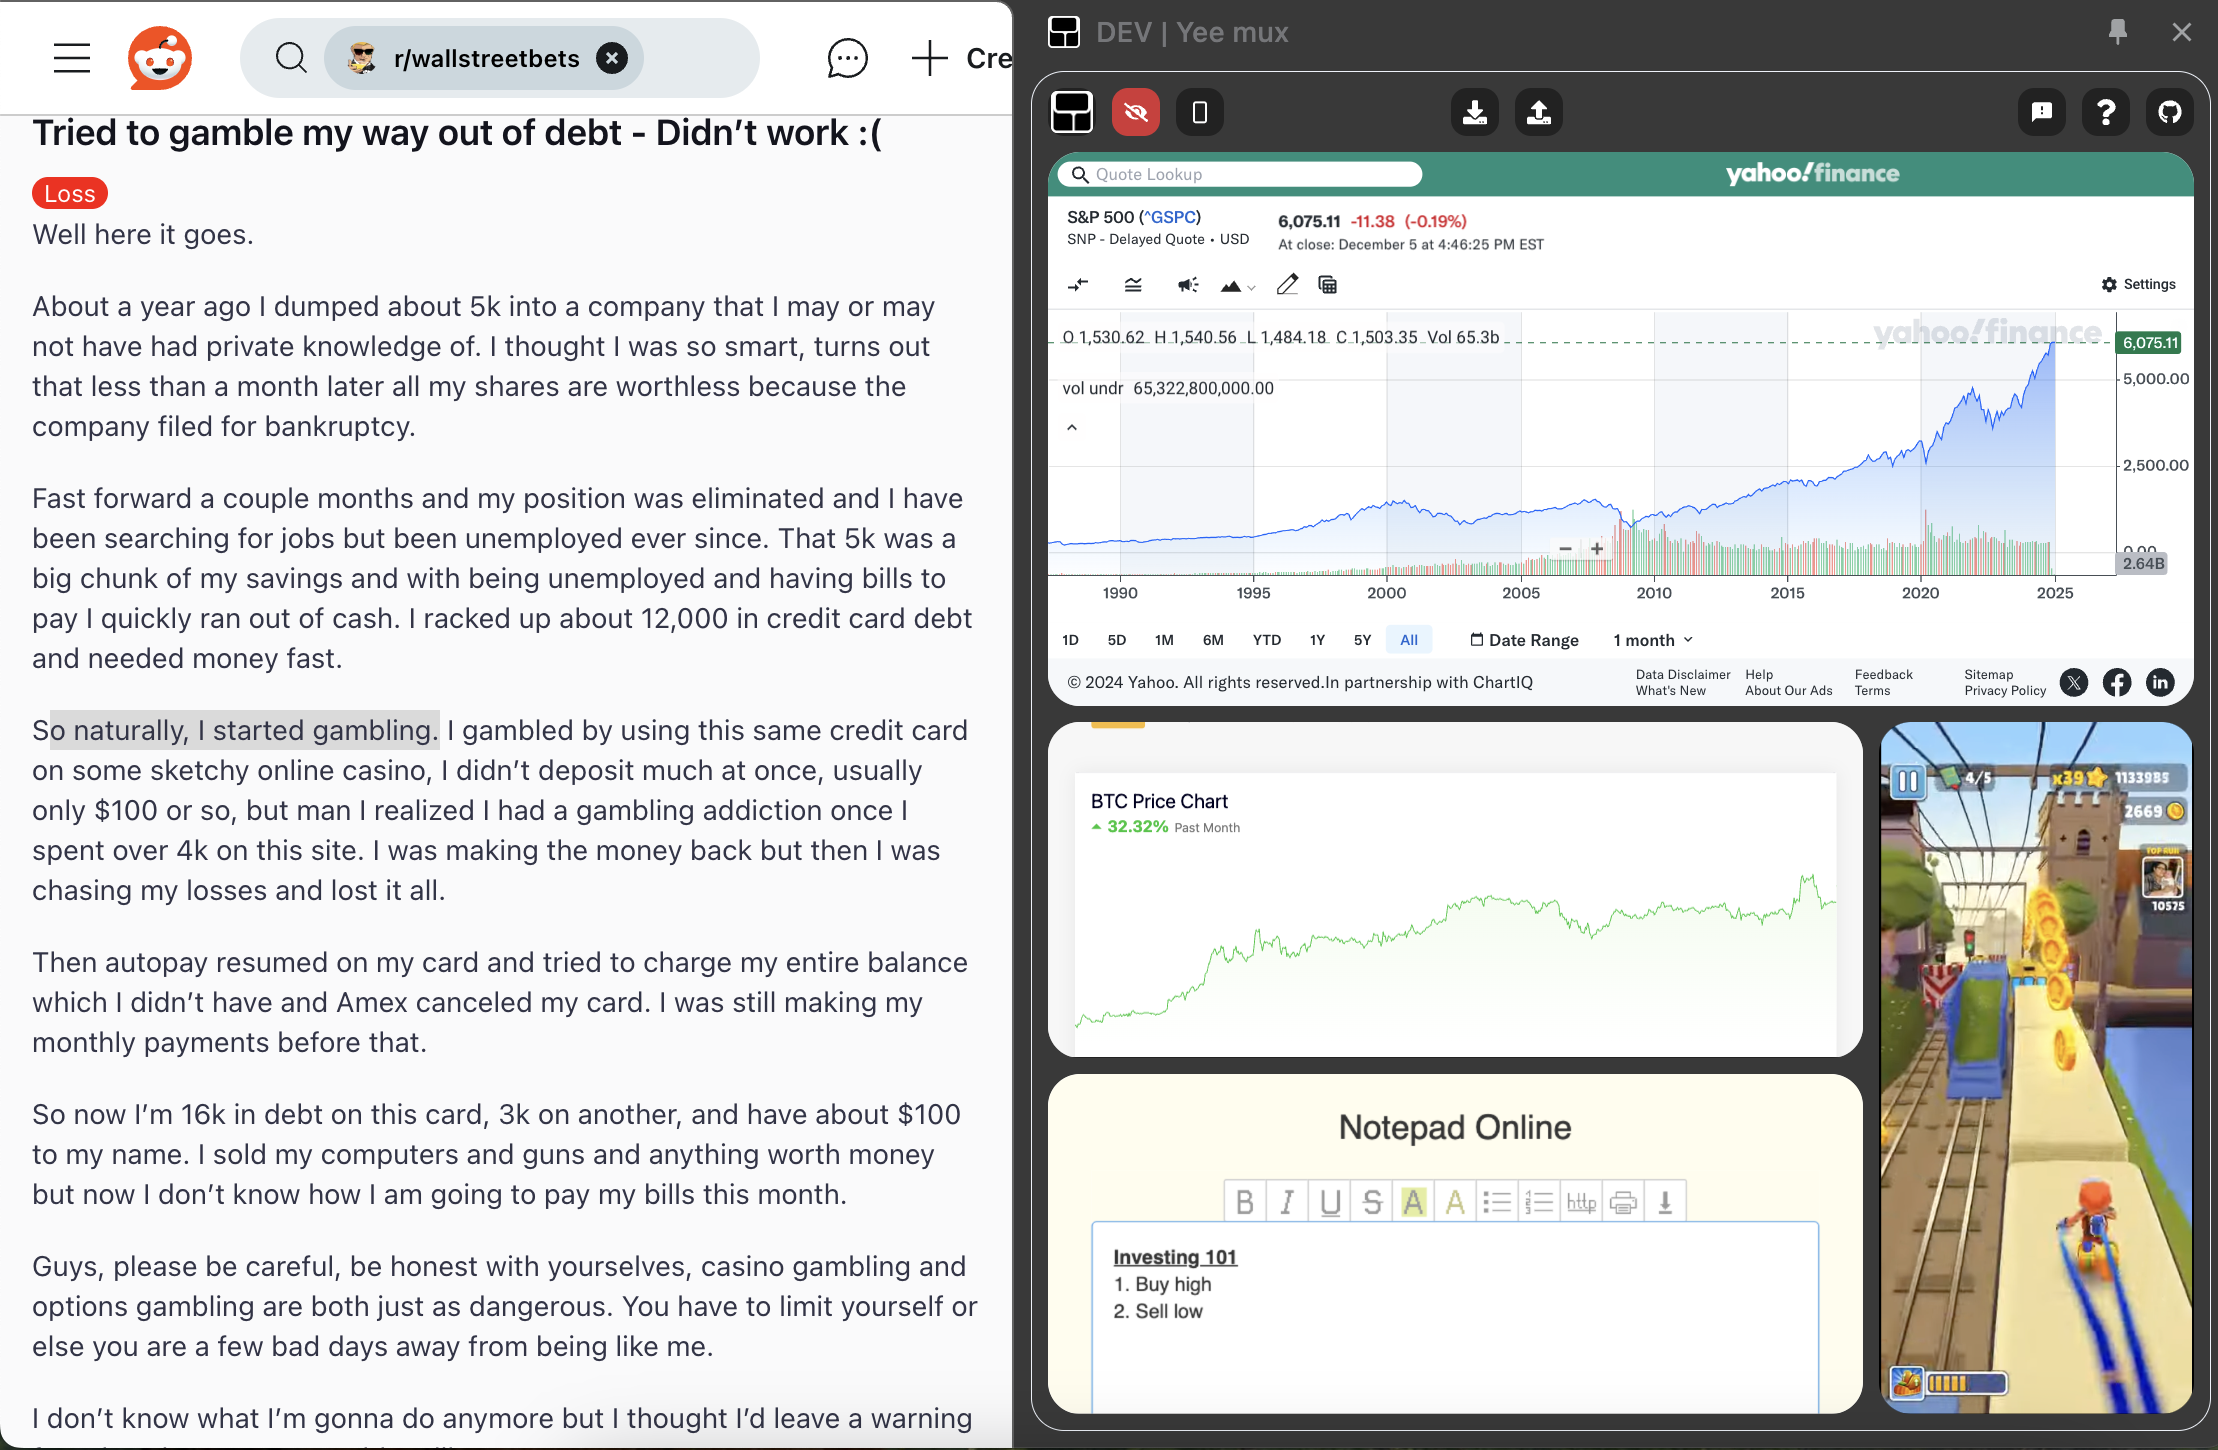 r/wallstreetbets
Cre
Tried to gamble my way out of debt - Didn’t work :(
Loss
Well here it goes.
About a year ago I dumped about 5k into a company that I may or may
not have had private knowledge of. I thought I was so smart, turns out
that less than a month later all my shares are worthless because the
company filed for bankruptcy.
Fast forward a couple months and my position was eliminated and I have
been searching for jobs but been unemployed ever since. That 5k was a
big chunk of my savings and with being unemployed and having bills to
pay I quickly ran out of cash. I racked up about 12,000 in credit card debt
and needed money fast.
So naturally, I started gambling. I gambled by using this same credit card
on some sketchy online casino, I didn’t deposit much at once, usually
only $100 or so, but man I realized I had a gambling addiction once I
spent over 4k on this site. I was making the money back but then I was
chasing my losses and lost it all.
Then autopay resumed on my card and tried to charge my entire balance
which I didn’t have and Amex canceled my card. I was still making my
monthly payments before that.
So now I’m 16k in debt on this card, 3k on another, and have about $100
to my name. I sold my computers and guns and anything worth money
but now I don’t know how I am going to pay my bills this month.
Guys, please be careful, be honest with yourselves, casino gambling and
options gambling are both just as dangerous. You have to limit yourself or
else you are a few bad days away from being like me.
I don’t know what I’m gonna do anymore but I thought I’d leave a warning
DEV | Yee mux
Quote Lookup
yahoo!finance
S&P 500 (^GSPC)
6,075.11 -11.38 (-0.19%)
SNP - Delayed Quote • USD
At close: December 5 at 4:46:25 PM EST
Settings
O 1,530.62 H 1,540.56 L 1,484.18 C 1,503.35 Vol 65.3b
yahoo!finance
6,075.11
vol undr 65,322,800,000.00
5,000.00
2,500.00
0.00
2.64B
1990 1995 2000 2005 2010 2015 2020 2025
1D 5D 1M 6M YTD 1Y 5Y All Date Range 1 month
© 2024 Yahoo. All rights reserved.In partnership with ChartIQ
Data Disclaimer Help Feedback Sitemap
What's New About Our Ads Terms Privacy Policy
BTC Price Chart
32.32% Past Month
4/5
x39 1133985
2669
TOP RUN
10575
Notepad Online
B I U S A A http
Investing 101
1. Buy high
2. Sell low